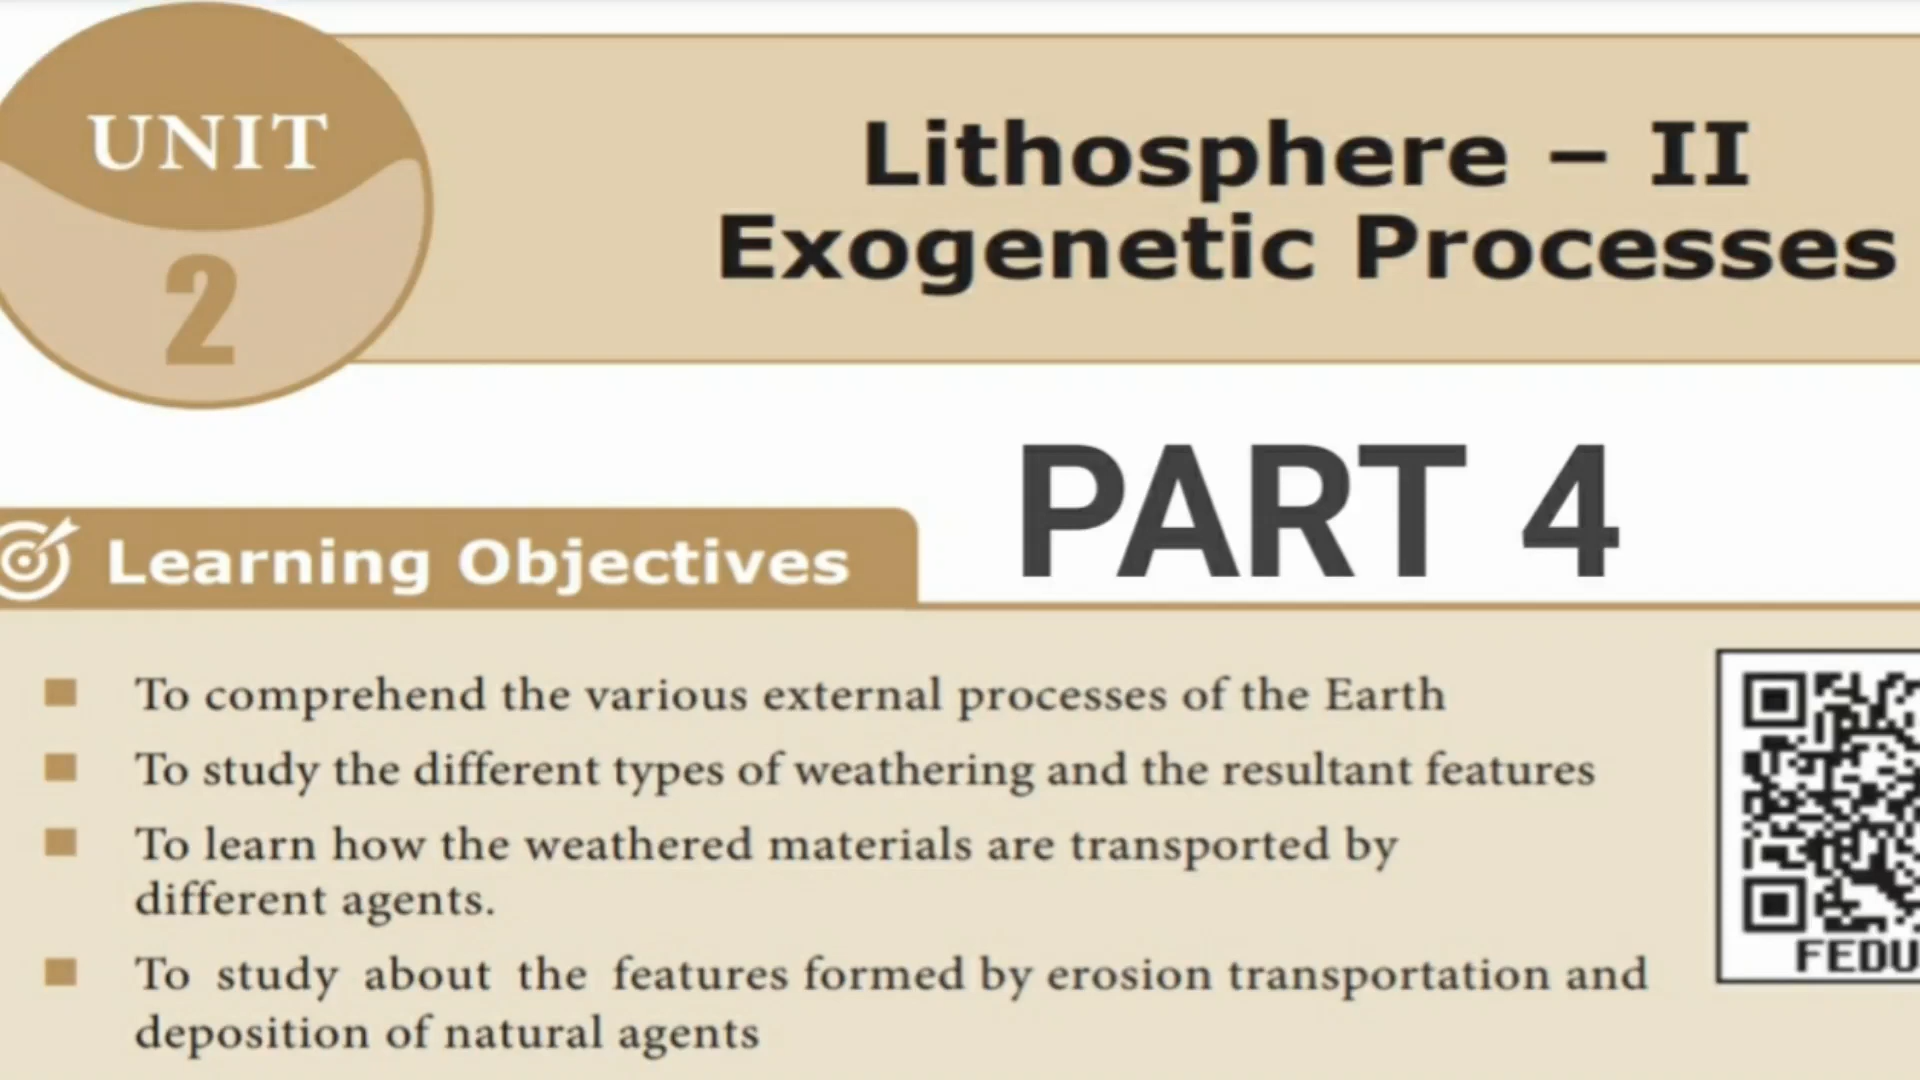 UNIT
2
Lithosphere – II
Exogenetic Processes
PART 4
Learning Objectives
To comprehend the various external processes of the Earth
To study the different types of weathering and the resultant features
To learn how the weathered materials are transported by
different agents.
To study about the features formed by erosion transportation and
deposition of natural agents
FEDU